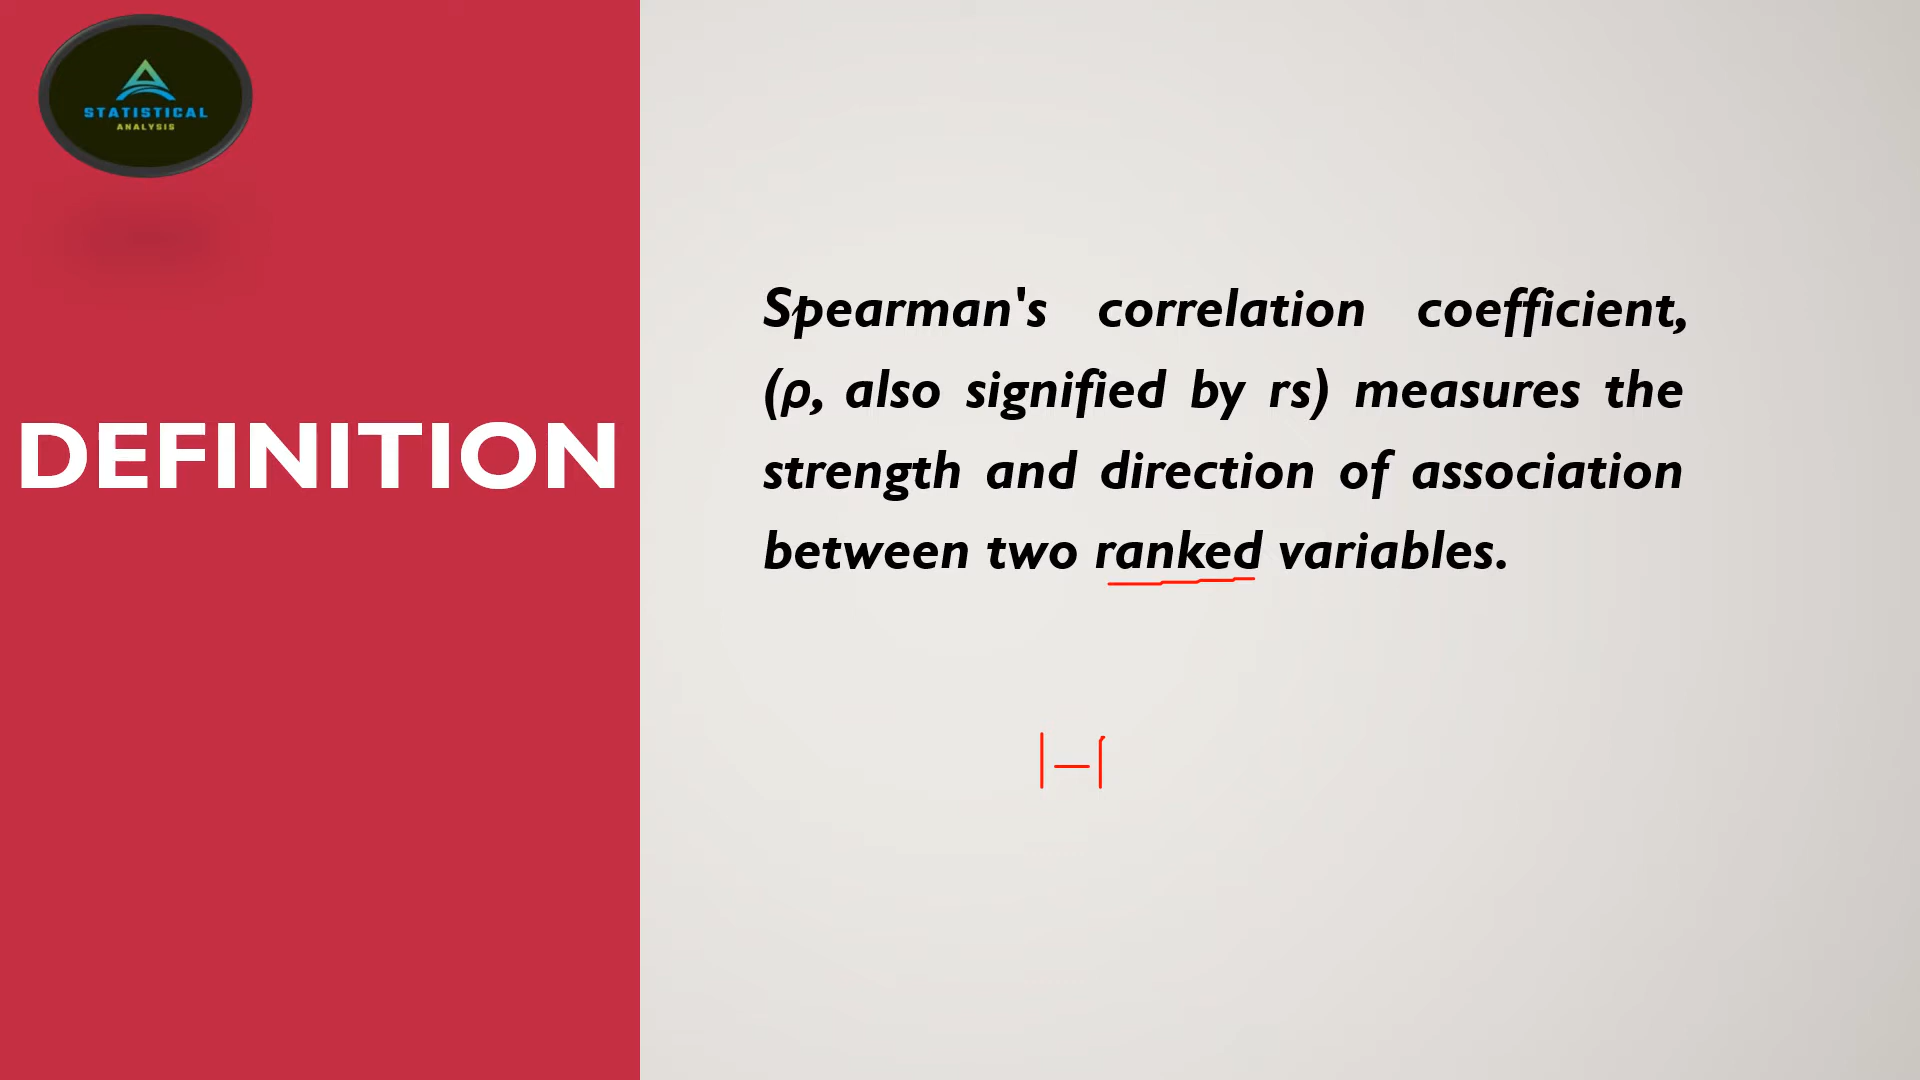 STATISTICAL
ANALYSIS
DEFINITION
Spearman's correlation coefficient,
(ρ, also signified by rs) measures the
strength and direction of association
between two ranked variables.